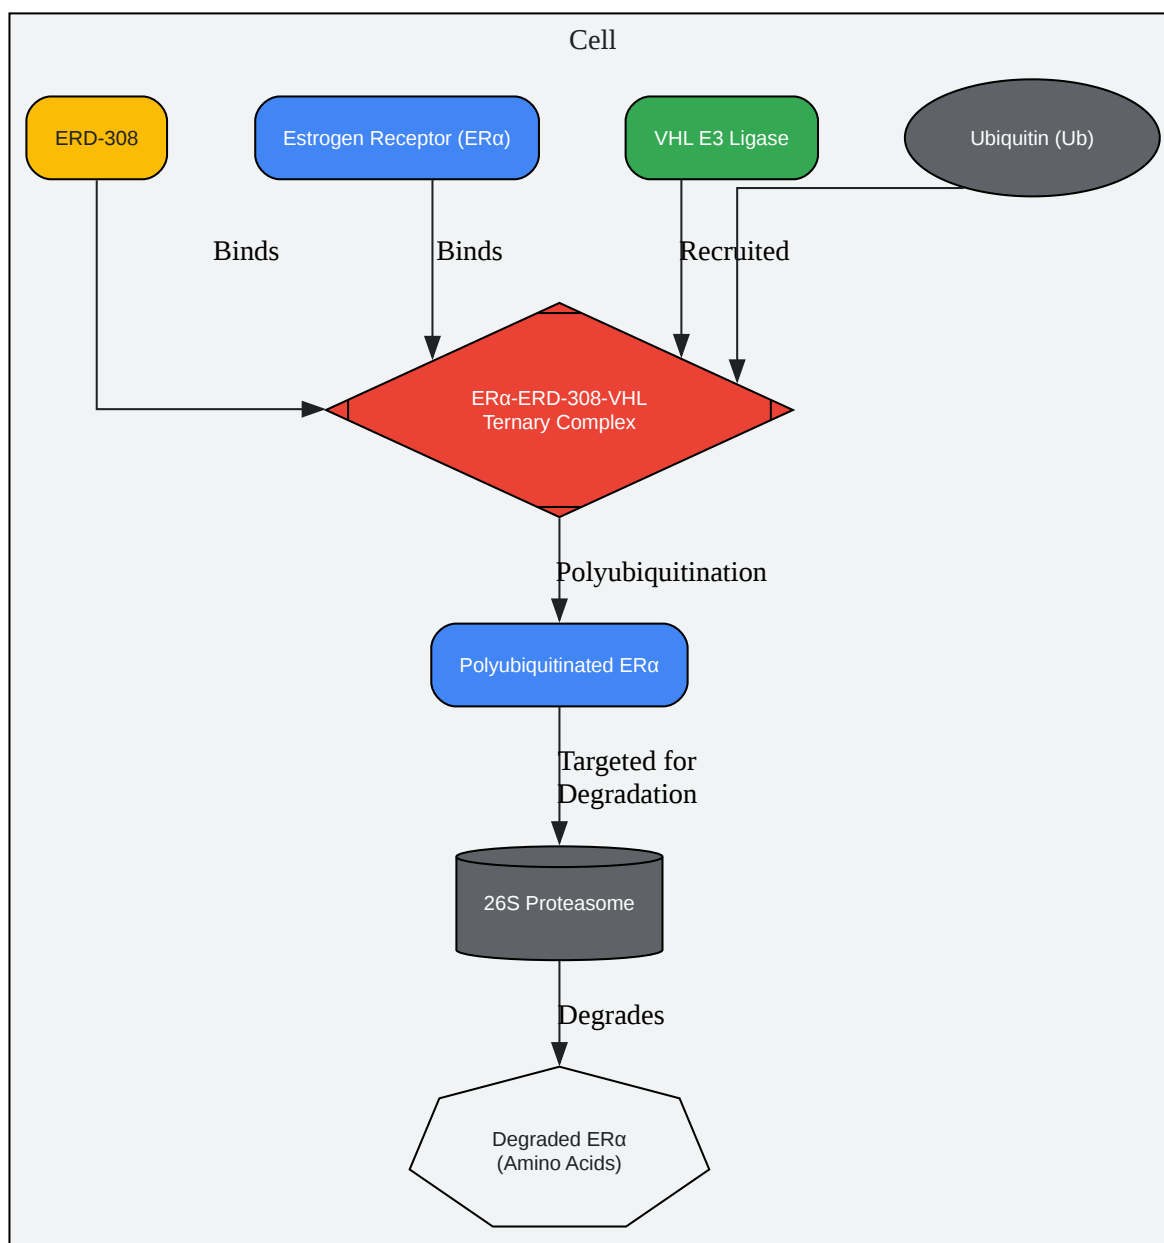 Cell
ERD-308
Estrogen Receptor (ERα)
VHL E3 Ligase
Ubiquitin (Ub)
Binds
Binds
Recruited
ERα-ERD-308-VHL
Ternary Complex
Polyubiquitination
Polyubiquitinated ERα
Targeted for
Degradation
26S Proteasome
Degrades
Degraded ERα
(Amino Acids)